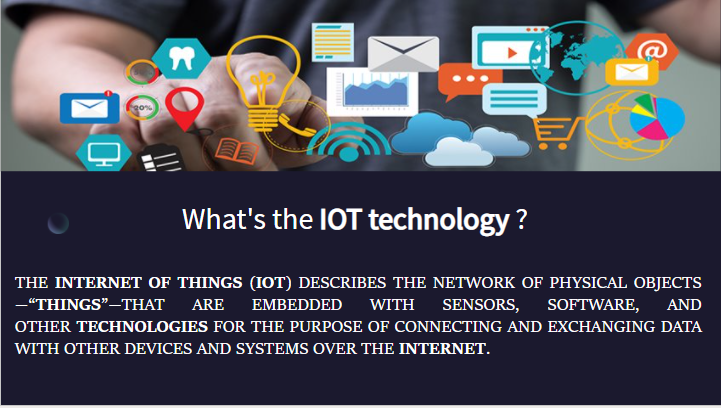 20%
@
What's the IOT technology ?
THE INTERNET OF THINGS (IOT) DESCRIBES THE NETWORK OF PHYSICAL OBJECTS
—“THINGS”—THAT ARE EMBEDDED WITH SENSORS, SOFTWARE, AND
OTHER TECHNOLOGIES FOR THE PURPOSE OF CONNECTING AND EXCHANGING DATA
WITH OTHER DEVICES AND SYSTEMS OVER THE INTERNET.